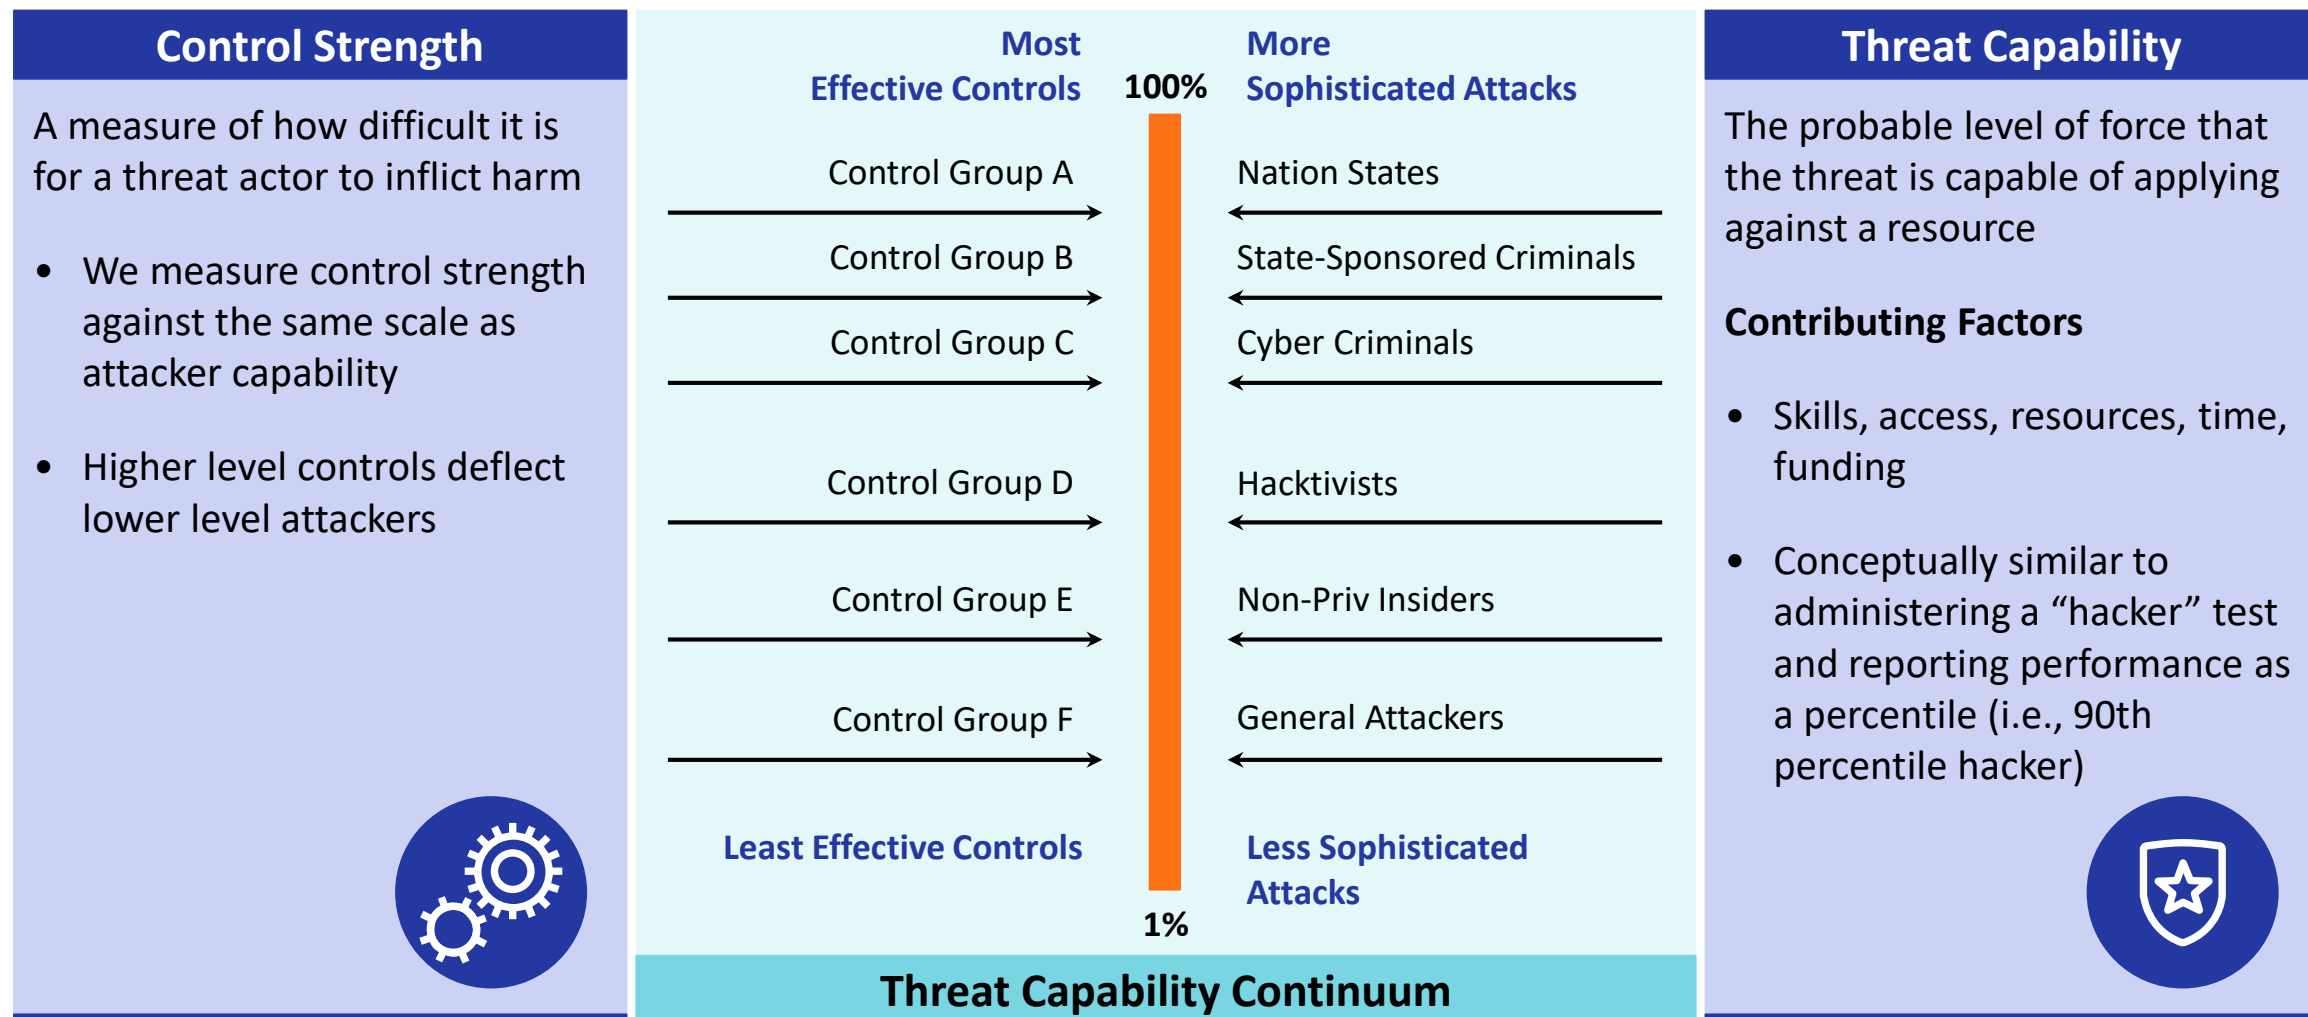 Control Strength
A measure of how difficult it is
for a threat actor to inflict harm
• We measure control strength
against the same scale as
attacker capability
• Higher level controls deflect
lower level attackers
Most
Effective Controls
100%
More
Sophisticated Attacks
Control Group A
Nation States
Control Group B
State-Sponsored Criminals
Control Group C
Cyber Criminals
Control Group D
Hacktivists
Control Group E
Non-Priv Insiders
Control Group F
General Attackers
Least Effective Controls
Less Sophisticated
Attacks
1%
Threat Capability Continuum
Threat Capability
The probable level of force that
the threat is capable of applying
against a resource
Contributing Factors
• Skills, access, resources, time,
funding
• Conceptually similar to
administering a “hacker” test
and reporting performance as
a percentile (i.e., 90th
percentile hacker)